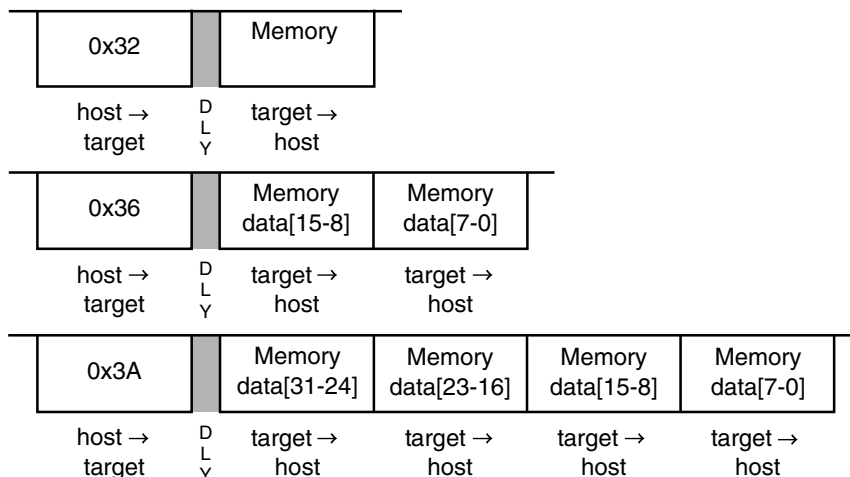 0x32
Memory
host →
target
D
L
Y
target →
host
0x36
Memory
data[15-8]
Memory
data[7-0]
host →
target
D
L
Y
target →
host
target →
host
0x3A
Memory
data[31-24]
Memory
data[23-16]
Memory
data[15-8]
Memory
data[7-0]
host →
target
D
L
Y
target →
host
target →
host
target →
host
target →
host